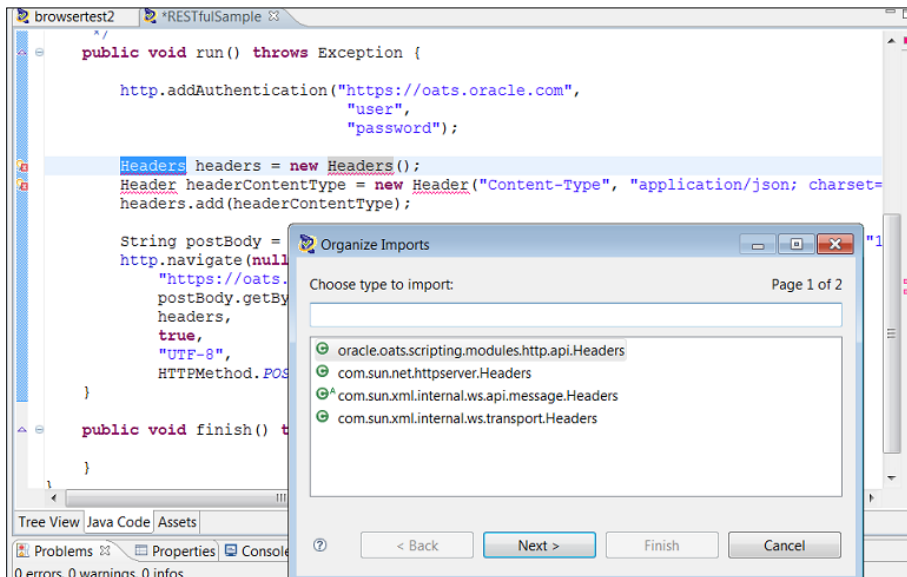 browsertest2
*RESTfulSample
*/
public void run() throws Exception {
http.addAuthentication("https://oats.oracle.com",
"user",
"password");
Headers headers = new Headers();
Header headerContentType = new Header("Content-Type", "application/json; charset=
headers.add(headerContentType);
String postBody = "1
http.navigate(null
"https://oats.
postBody.getBy
headers,
true,
"UTF-8",
HTTPMethod.POS
}
public void finish() t
}
}
Organize Imports
Choose type to import: Page 1 of 2
oracle.oats.scripting.modules.http.api.Headers
com.sun.net.httpserver.Headers
A com.sun.xml.internal.ws.api.message.Headers
com.sun.xml.internal.ws.transport.Headers
< Back Next > Finish Cancel
Tree View Java Code Assets
Problems Properties Console
0 errors, 0 warnings, 0 infos